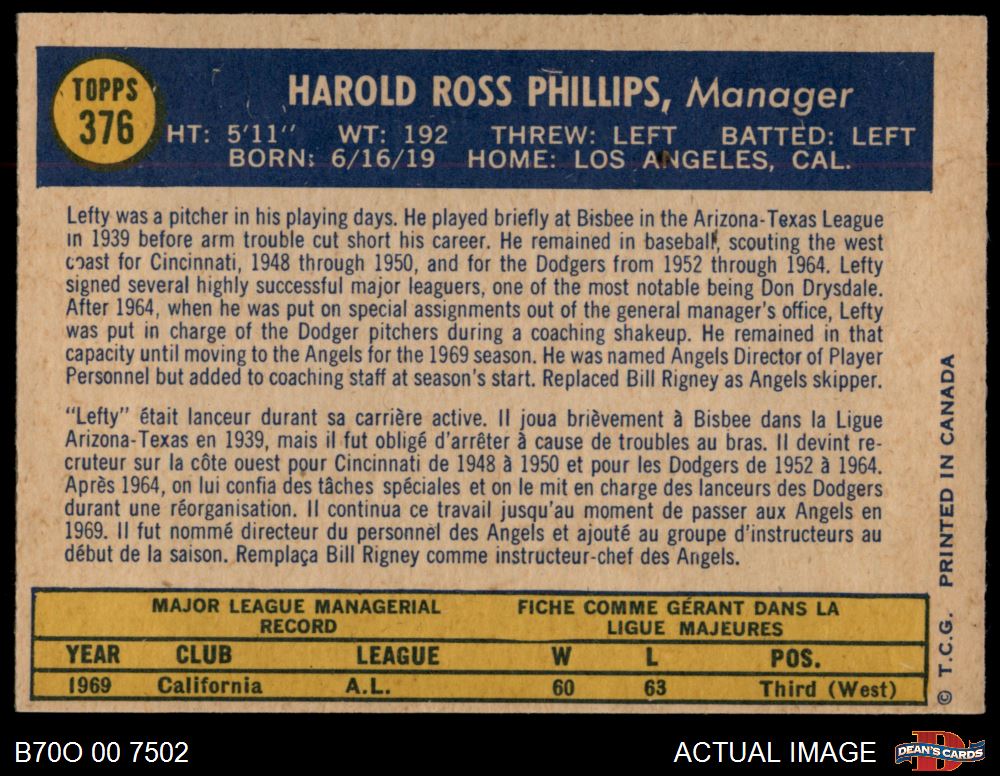 TOPPS
376
HAROLD ROSS PHILLIPS, Manager
HT: 5'11" WT: 192 THREW: LEFT BATTED: LEFT
BORN: 6/16/19 HOME: LOS ANGELES, CAL.
Lefty was a pitcher in his playing days. He played briefly at Bisbee in the Arizona-Texas League
in 1939 before arm trouble cut short his career. He remained in baseball, scouting the west
coast for Cincinnati, 1948 through 1950, and for the Dodgers from 1952 through 1964. Lefty
signed several highly successful major leaguers, one of the most notable being Don Drysdale.
After 1964, when he was put on special assignments out of the general manager's office, Lefty
was put in charge of the Dodger pitchers during a coaching shakeup. He remained in that
capacity until moving to the Angels for the 1969 season. He was named Angels Director of Player
Personnel but added to coaching staff at season's start. Replaced Bill Rigney as Angels skipper.
"Lefty" était lanceur durant sa carrière active. Il joua brièvement à Bisbee dans la Ligue
Arizona-Texas en 1939, mais il fut obligé d'arrêter à cause de troubles au bras. Il devint re-
cruteur sur la côte ouest pour Cincinnati de 1948 à 1950 et pour les Dodgers de 1952 à 1964.
Après 1964, on lui confia des tâches spéciales et on le mit en charge des lanceurs des Dodgers
durant une réorganisation. Il continua ce travail jusqu'au moment de passer aux Angels en
1969. Il fut nommé directeur du personnel des Angels et ajouté au groupe d'instructeurs au
début de la saison. Remplaça Bill Rigney comme instructeur-chef des Angels.
MAJOR LEAGUE MANAGERIAL RECORD
FICHE COMME GÉRANT DANS LA LIGUE MAJEURES
YEAR CLUB LEAGUE W L POS.
1969 California A.L. 60 63 Third (West)
© T.C.G. PRINTED IN CANADA
B70O 00 7502
ACTUAL IMAGE
DEAN'S CARDS